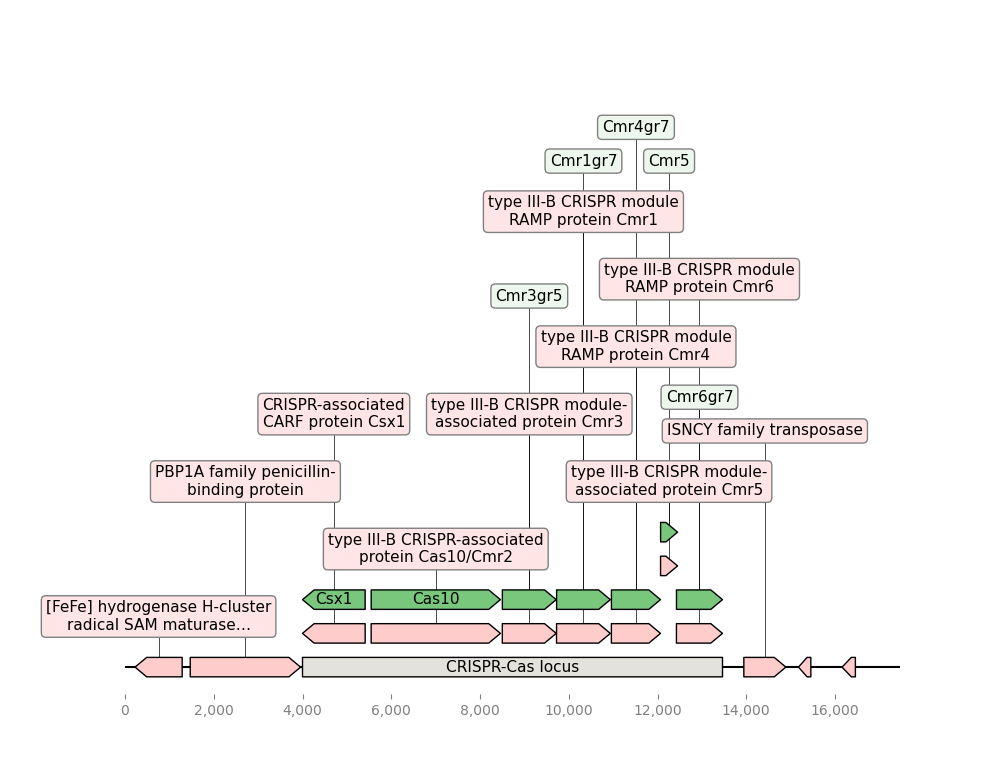 Cmr4gr7
Cmr1gr7
Cmr5
type III-B CRISPR module
RAMP protein Cmr1
type III-B CRISPR module
RAMP protein Cmr6
Cmr3gr5
type III-B CRISPR module
RAMP protein Cmr4
Cmr6gr7
CRISPR-associated
CARF protein Csx1
type III-B CRISPR module-
associated protein Cmr3
ISNCY family transposase
PBP1A family penicillin-
binding protein
type III-B CRISPR module-
associated protein Cmr5
type III-B CRISPR-associated
protein Cas10/Cmr2
Csx1
Cas10
[FeFe] hydrogenase H-cluster
radical SAM maturase...
CRISPR-Cas locus
0
2,000
4,000
6,000
8,000
10,000
12,000
14,000
16,000